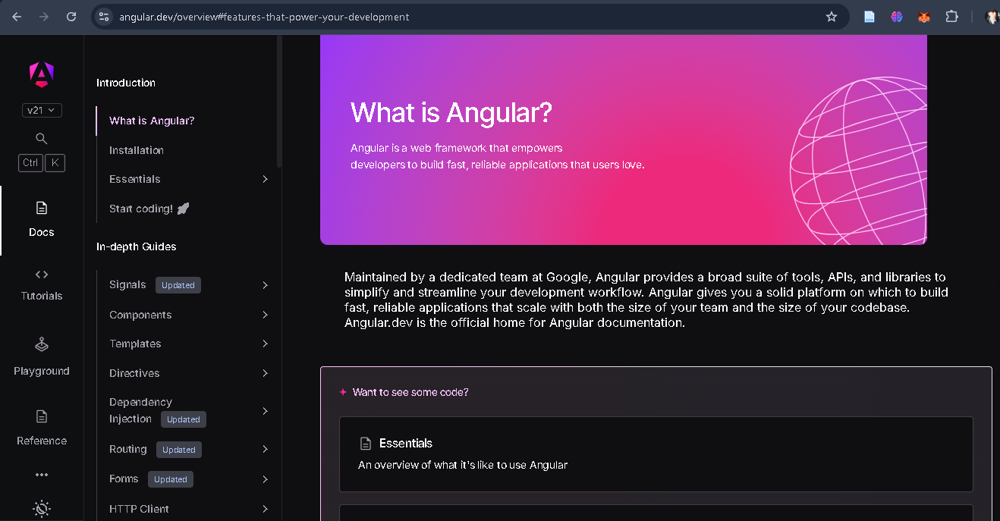 angular.dev/overview#features-that-power-your-development
v21
Ctrl K
Docs
Tutorials
Playground
Reference
Introduction
What is Angular?
Installation
Essentials
Start coding! 🚀
In-depth Guides
Signals Updated
Components
Templates
Directives
Dependency
Injection Updated
Routing Updated
Forms Updated
HTTP Client
What is Angular?
Angular is a web framework that empowers
developers to build fast, reliable applications that users love.
Maintained by a dedicated team at Google, Angular provides a broad suite of tools, APIs, and libraries to
simplify and streamline your development workflow. Angular gives you a solid platform on which to build
fast, reliable applications that scale with both the size of your team and the size of your codebase.
Angular.dev is the official home for Angular documentation.
Want to see some code?
Essentials
An overview of what it's like to use Angular